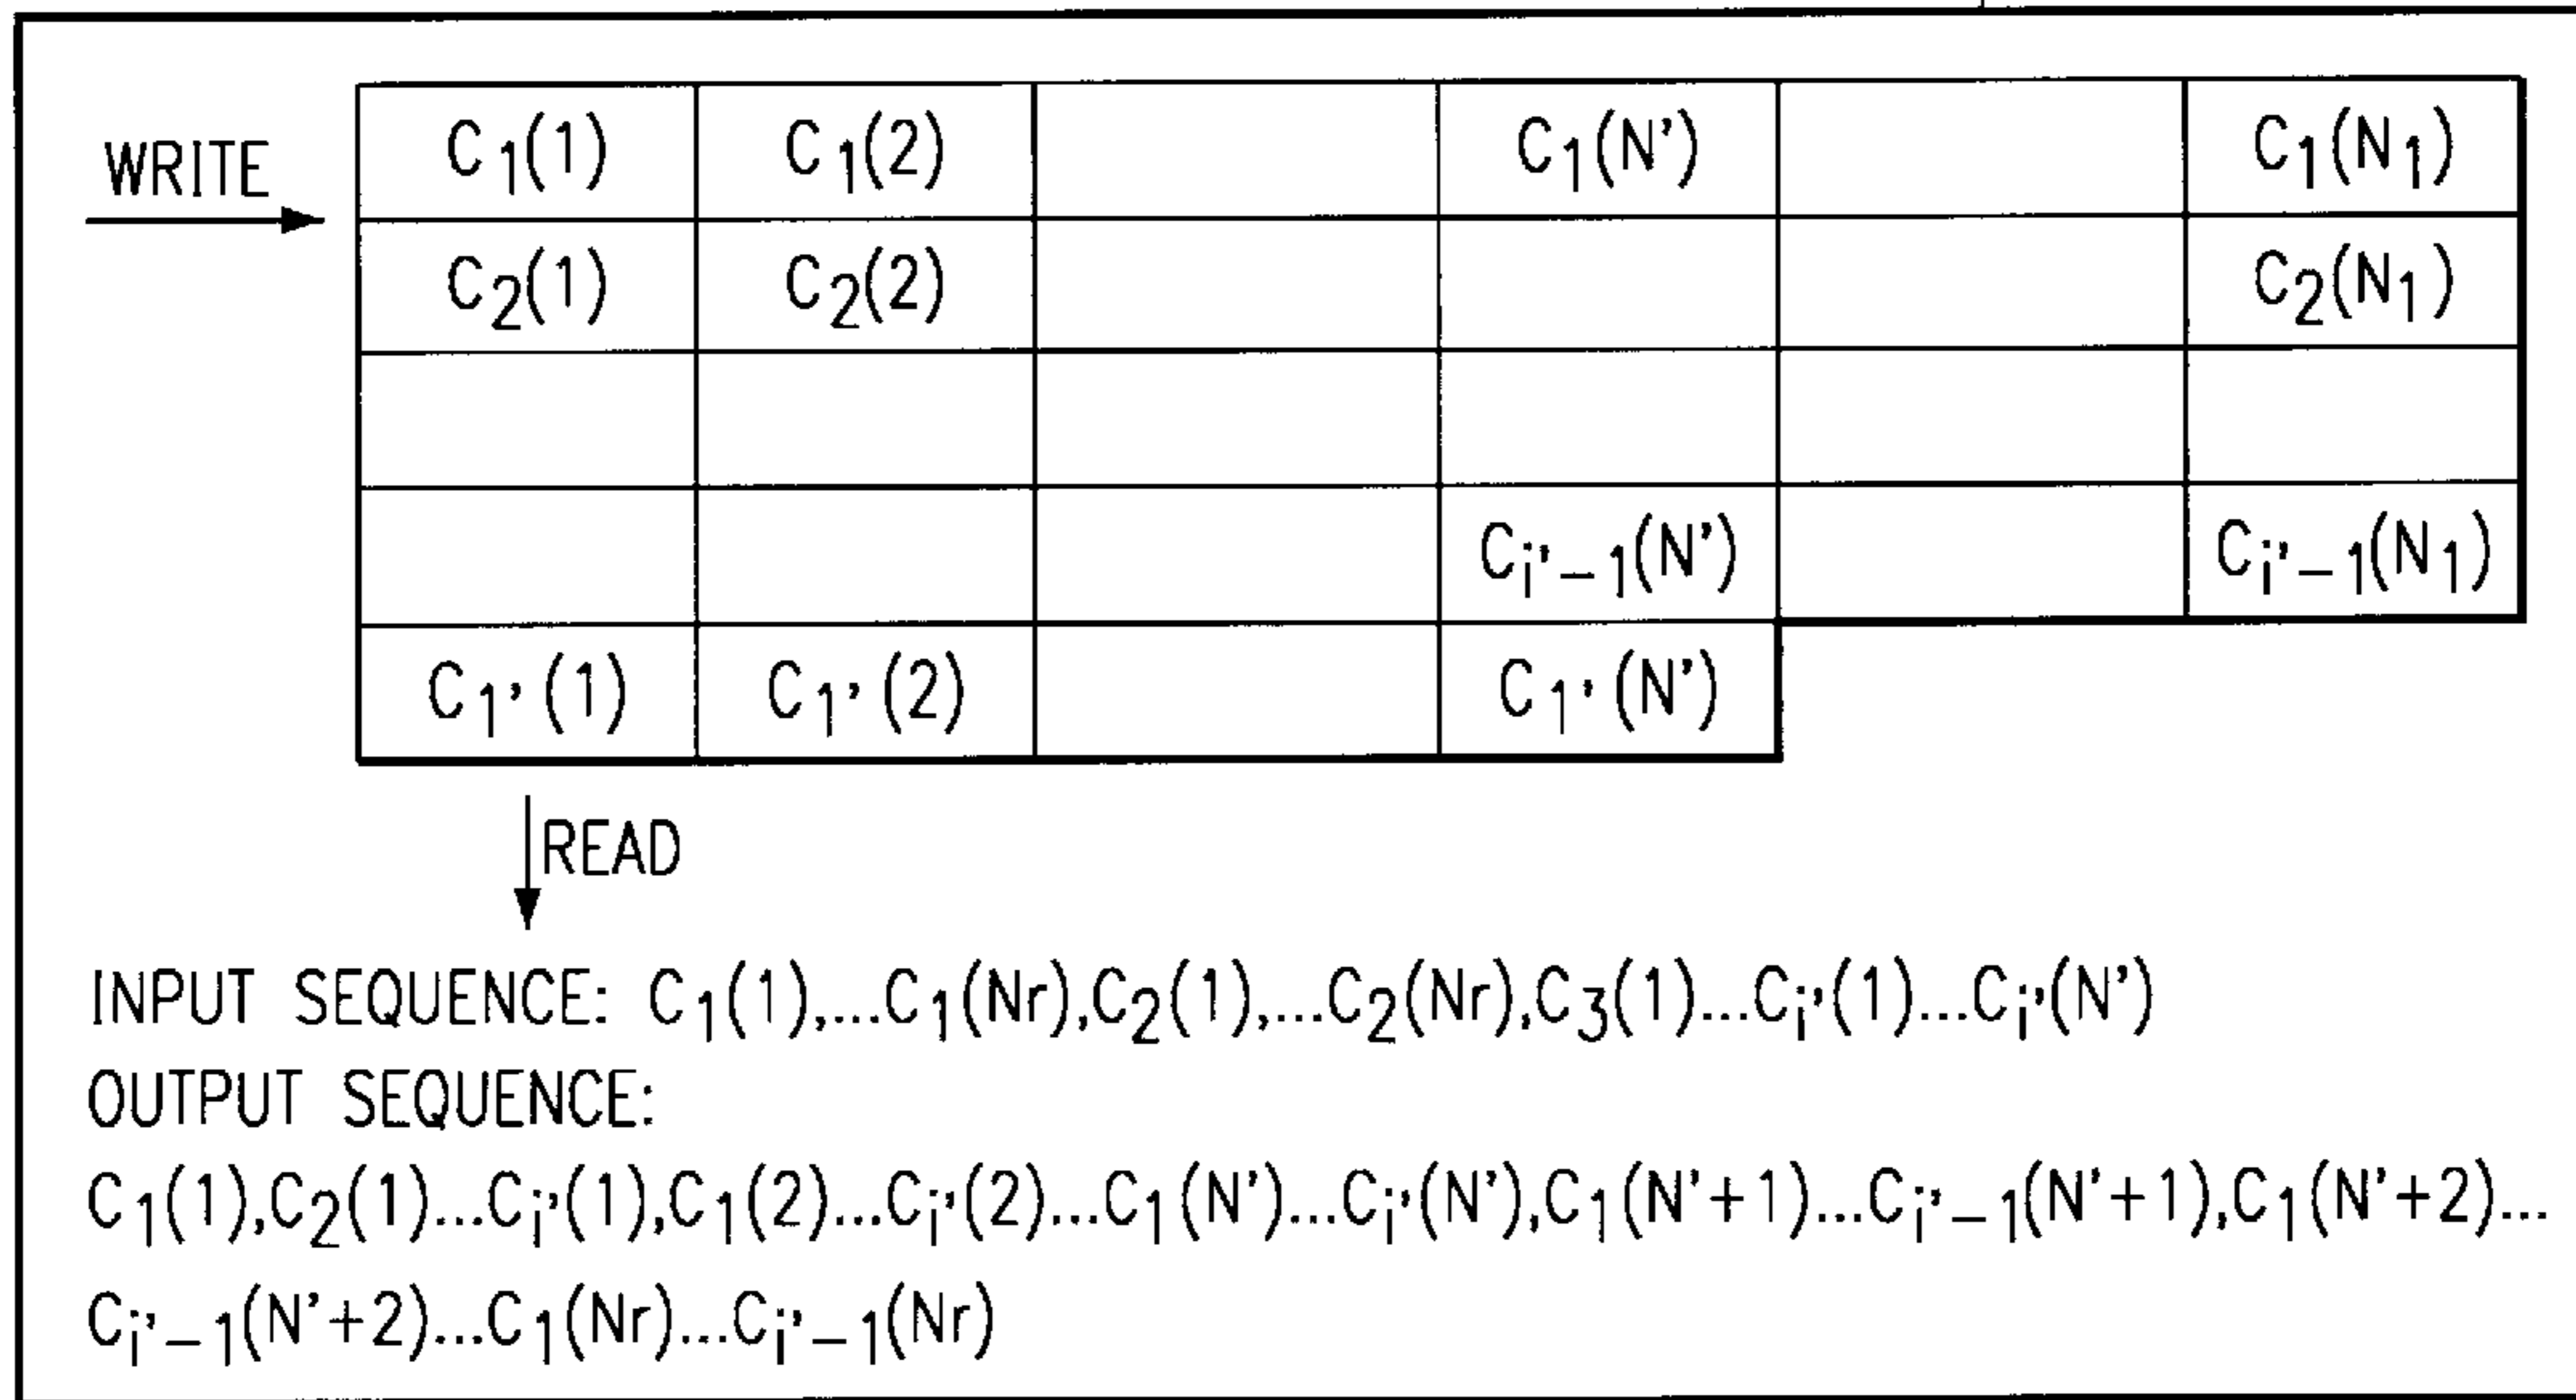 C₁(1) C₁(2) C₁(N') C₁(N₁)
WRITE
C₂(1) C₂(2) C₂(N₁)
Cᵢ'₋₁(N') Cᵢ'₋₁(N₁)
C₁'(1) C₁'(2) C₁'(N')
READ
INPUT SEQUENCE: C₁(1),...C₁(Nr),C₂(1),...C₂(Nr),C₃(1)...Cᵢ'(1)...Cᵢ'(N')
OUTPUT SEQUENCE:
C₁(1),C₂(1)...Cᵢ'(1),C₁(2)...Cᵢ'(2)...C₁(N')...Cᵢ'(N'),C₁(N'+1)...Cᵢ'₋₁(N'+1),C₁(N'+2)...
Cᵢ'₋₁(N'+2)...C₁(Nr)...Cᵢ'₋₁(Nr)